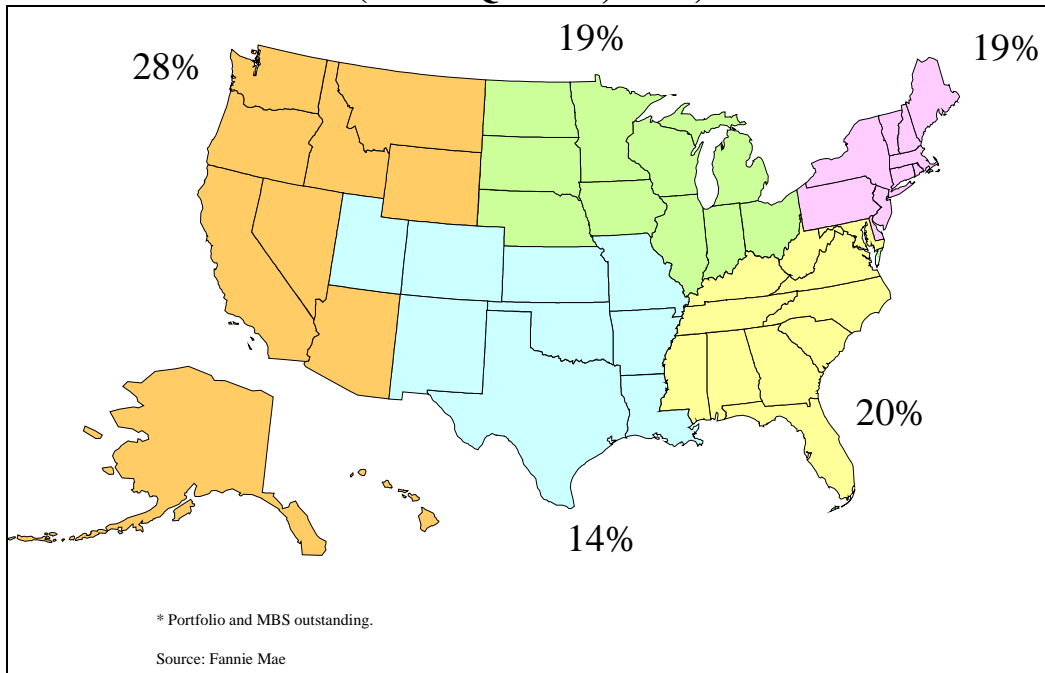 19%
19%
28%
20%
14%
* Portfolio and MBS outstanding.
Source: Fannie Mae